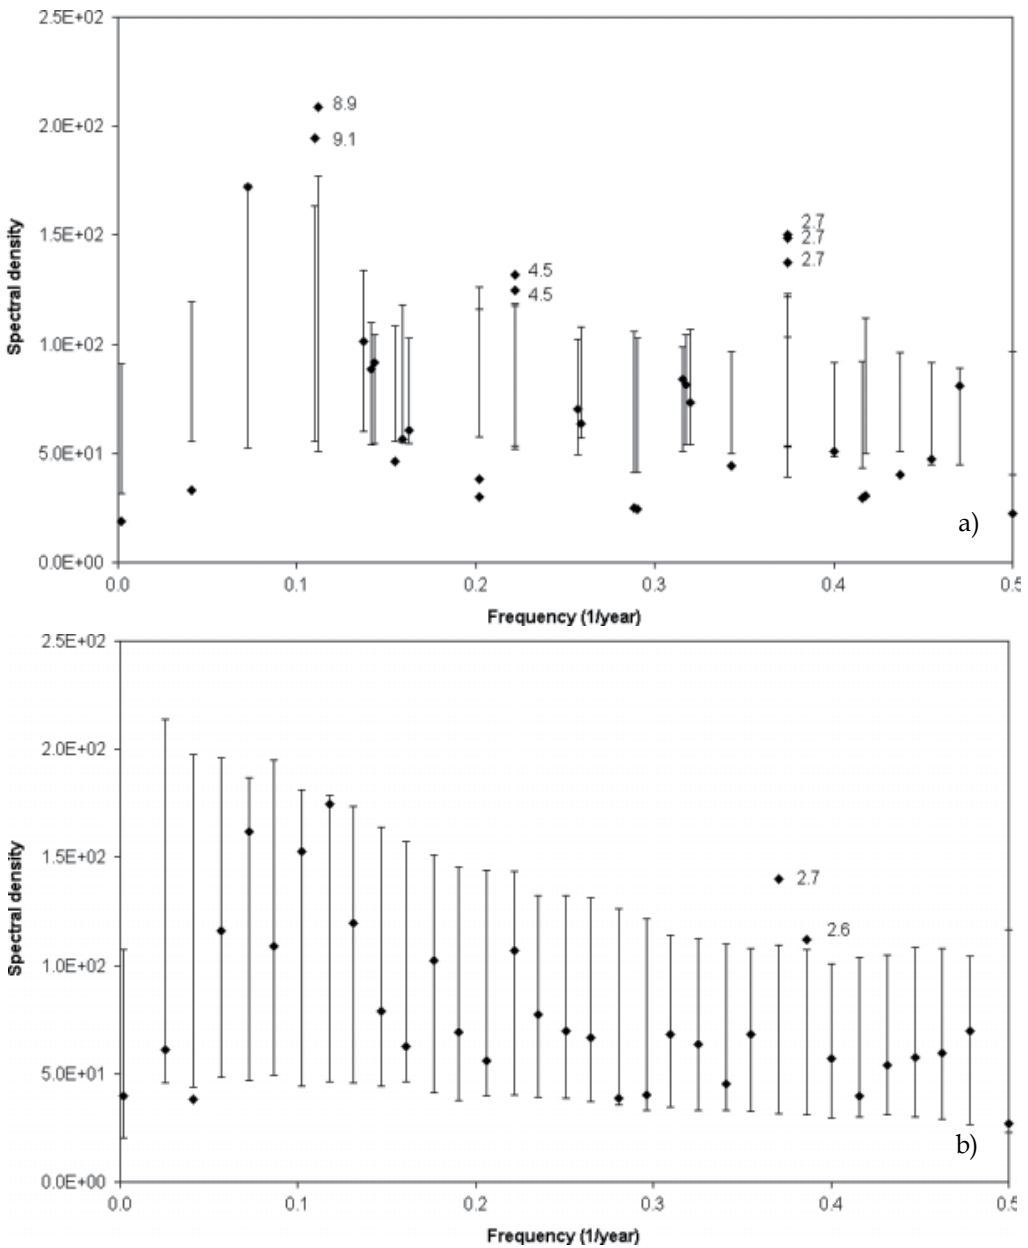 2.5E+02
8.9
2.0E+02
9.1
1.5E+02
2.7
2.7
4.5
2.7
4.5
1.0E+02
5.0E+01
a)
0.0E+00
0.0 0.1 0.2 0.3 0.4 0.5
Spectral density
Frequency (1/year)
2.5E+02
2.0E+02
1.5E+02
2.7
2.6
1.0E+02
5.0E+01
b)
0.0E+00
0.0 0.1 0.2 0.3 0.4 0.5
Spectral density
Frequency (1/year)